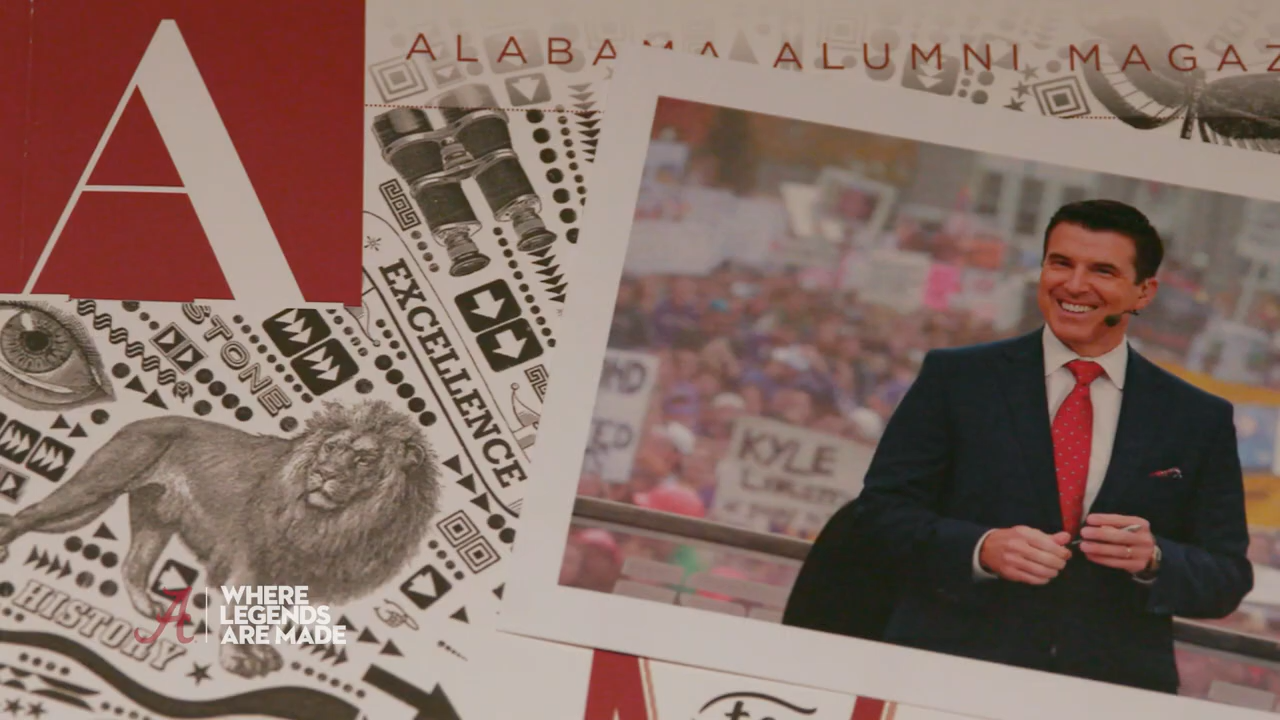 A
ALABAMA ALUMNI MAGAZ
STONE
EXCELLENCE
KYLE
HISTORY
A
WHERE
LEGENDS
ARE MADE